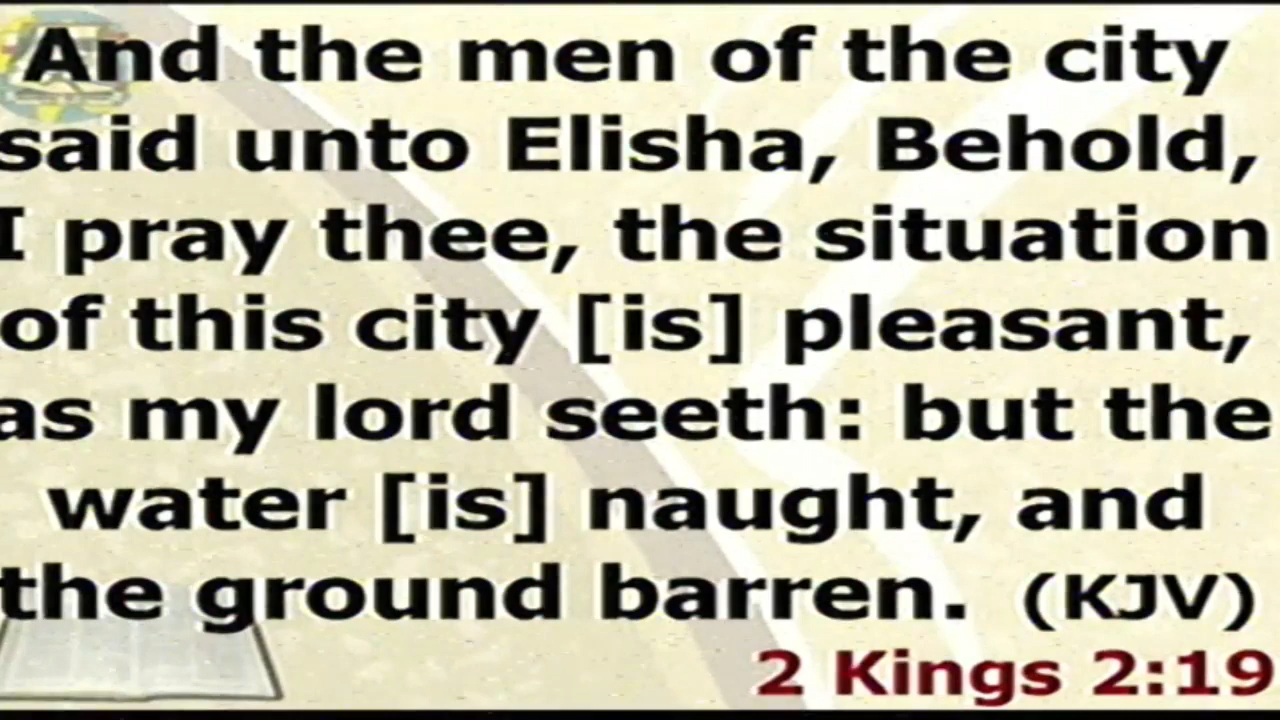 And the men of the city
said unto Elisha, Behold,
I pray thee, the situation
of this city [is] pleasant,
as my lord seeth: but the
water [is] naught, and
the ground barren. (KJV)
2 Kings 2:19